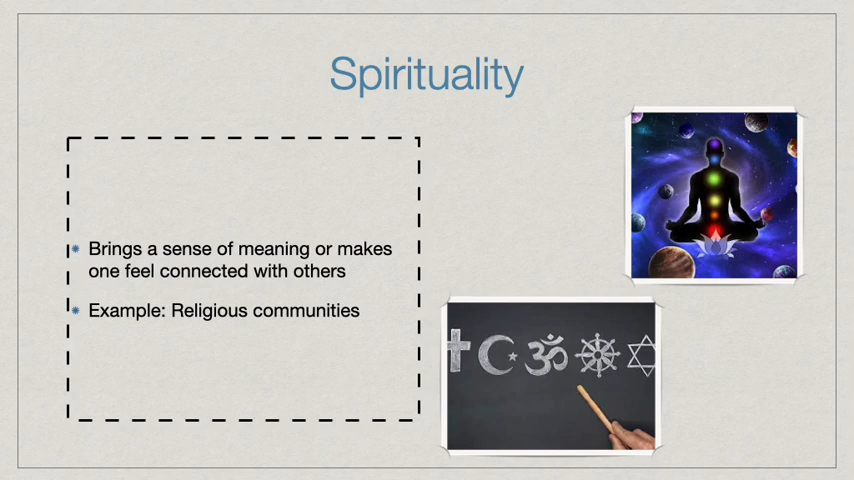 Spirituality
Brings a sense of meaning or makes
one feel connected with others
Example: Religious communities